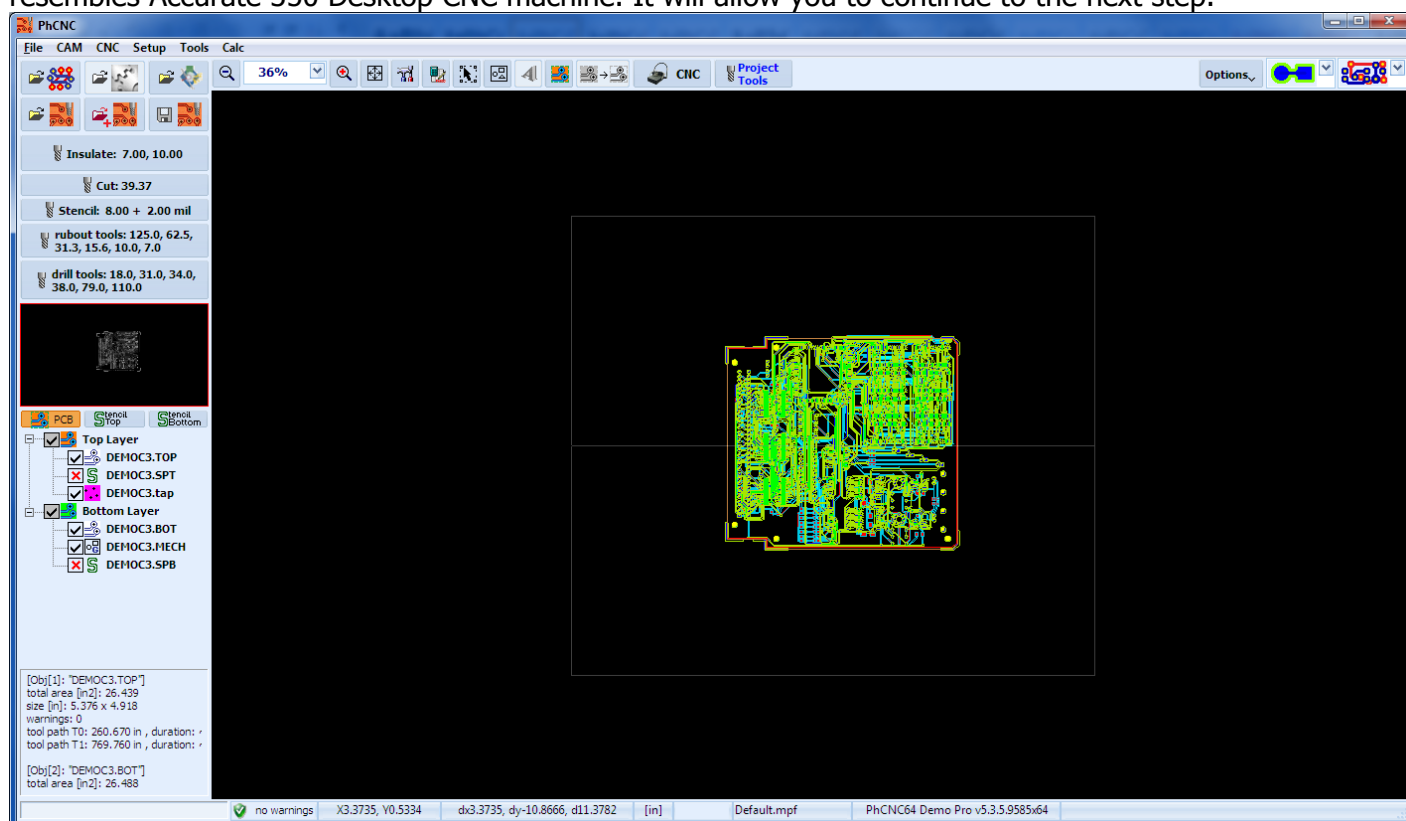 resembles Accurate 550 Desktop CNC machine. It will allow you to continue to the next step.
PhCNC
File CAM CNC Setup Tools Calc
36% CNC Project Tools Options
Insulate: 7.00, 10.00
Cut: 39.37
Stencil: 8.00 + 2.00 mil
rubout tools: 125.0, 62.5,
31.3, 15.6, 10.0, 7.0
drill tools: 18.0, 31.0, 34.0,
38.0, 79.0, 110.0
PCB Stencil Top Stencil Bottom
Top Layer
DEMOC3.TOP
DEMOC3.SPT
DEMOC3.tap
Bottom Layer
DEMOC3.BOT
DEMOC3.MECH
DEMOC3.SPB
[Obj[1]: "DEMOC3.TOP"]
total area [in2]: 26.439
size [in]: 5.376 x 4.918
warnings: 0
tool path T0: 260.670 in , duration:
tool path T1: 769.760 in , duration:
[Obj[2]: "DEMOC3.BOT"]
total area [in2]: 26.488
no warnings X3.3735, Y0.5334 dx3.3735, dy-10.8666, d11.3782 [in] Default.mpf PhCNC64 Demo Pro v5.3.5.9585x64